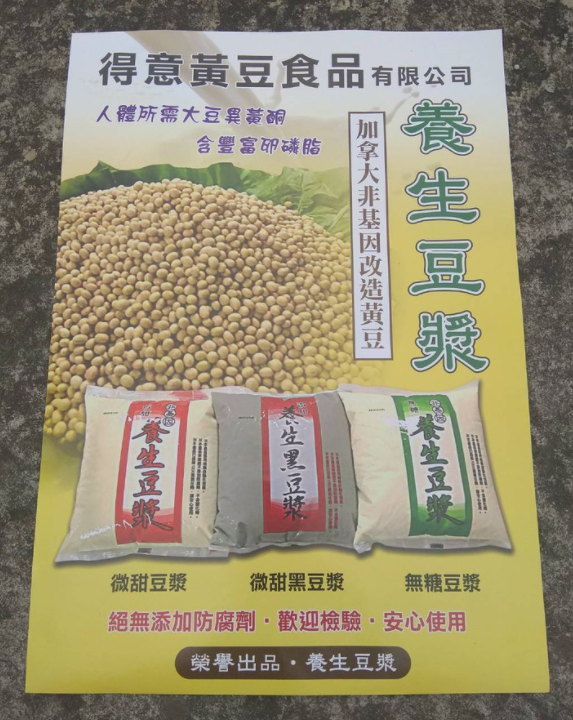 得意黃豆食品有限公司
人體所需大豆異黃酮
含豐富卵磷脂
加拿大非基因改造黃豆
養生豆漿
養生豆漿
養生黑豆漿
無糖
養生豆漿
微甜豆漿
微甜黑豆漿
無糖豆漿
絕無添加防腐劑・歡迎檢驗・安心使用
榮譽出品・養生豆漿